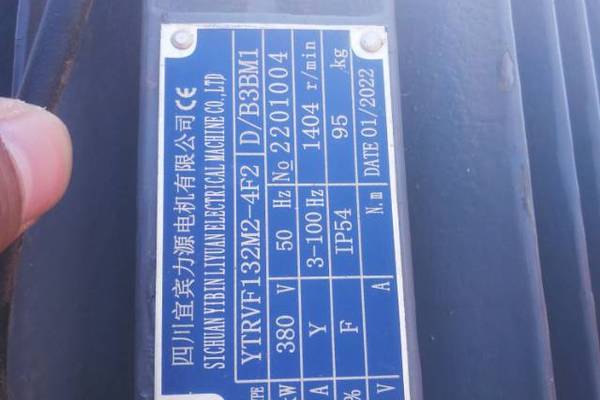 四川宜宾力源电机有限公司 CE
SICHUAN YIBIN LIYUAN ELECTRICAL MACHINE CO.,LTD
TYPE YTRVF132M2-4F2 D/B3BM1
kW 380 V 50 Hz № 2201004
A Y 3-100 Hz 1404 r/min
% F IP54 95 kg
V A N.m DATE 01/2022